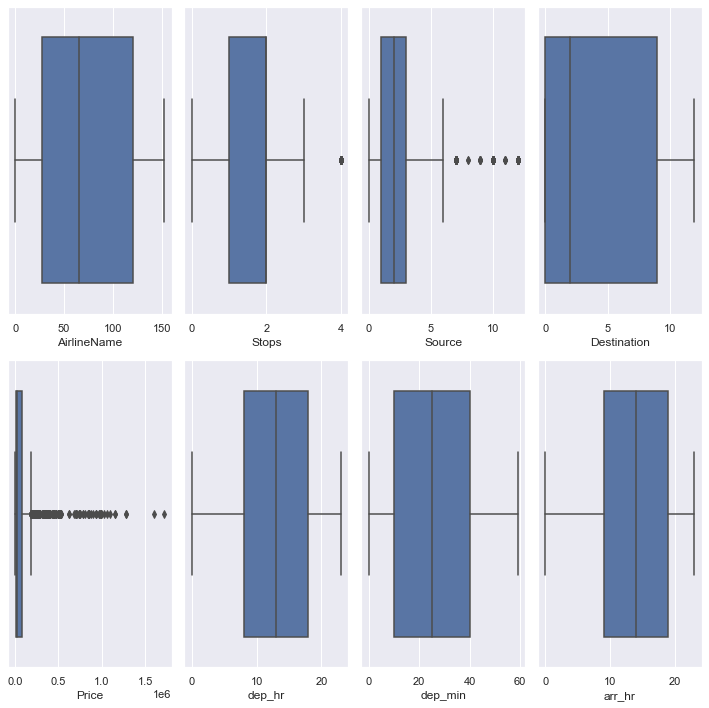 0 50 100 150
AirlineName
0 2 4
Stops
0 5 10
Source
0 10
Destination
0.0 0.5 1.0 1.5
1e6
Price
0 10 20
dep_hr
0 20 40 60
dep_min
0 10 20
arr_hr